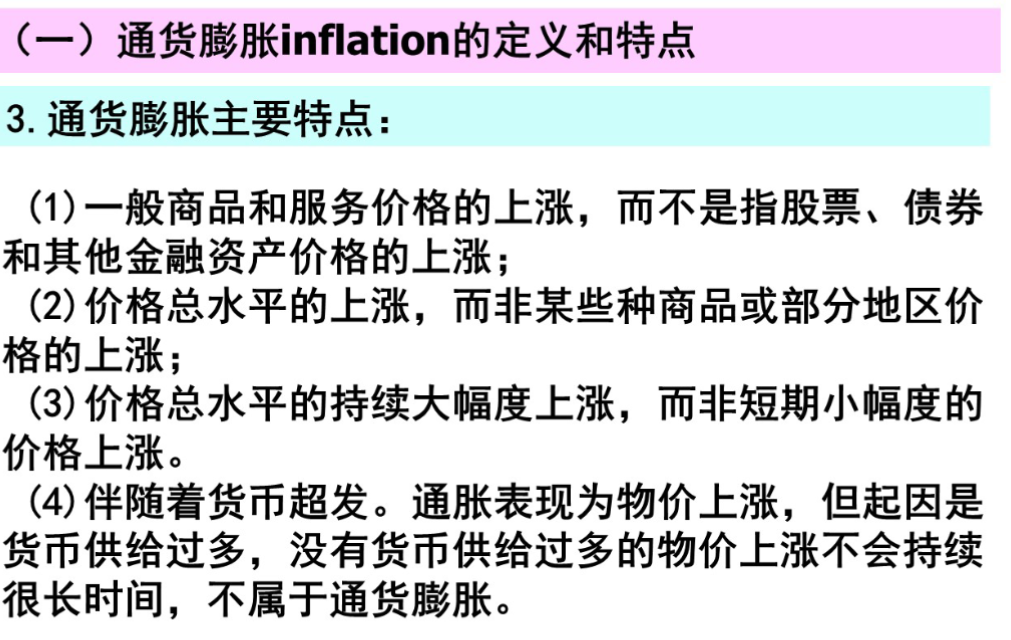 （一）通货膨胀inflation的定义和特点
3.通货膨胀主要特点：
(1)一般商品和服务价格的上涨，而不是指股票、债券
和其他金融资产价格的上涨；
(2)价格总水平的上涨，而非某些种商品或部分地区价
格的上涨；
(3)价格总水平的持续大幅度上涨，而非短期小幅度的
价格上涨。
(4)伴随着货币超发。通胀表现为物价上涨，但起因是
货币供给过多，没有货币供给过多的物价上涨不会持续
很长时间，不属于通货膨胀。